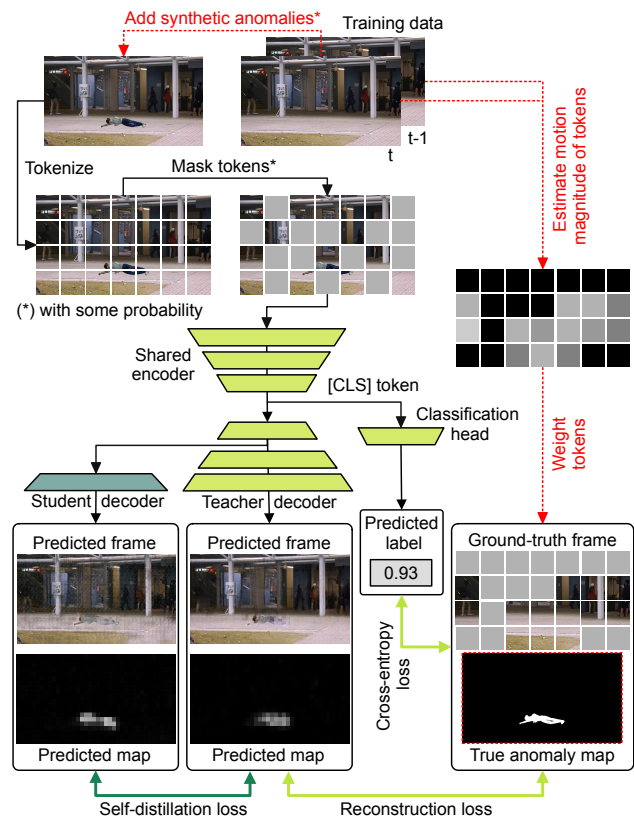 Add synthetic anomalies*
Training data
t-1
t
Tokenize
Mask tokens*
Estimate motion
magnitude of tokens
(*) with some probability
Shared
encoder
[CLS] token
Classification
head
Weight
tokens
Student decoder
Teacher decoder
Predicted frame
Predicted frame
Predicted
label
0.93
Ground-truth frame
Cross-entropy
loss
Predicted map
Predicted map
True anomaly map
Self-distillation loss
Reconstruction loss